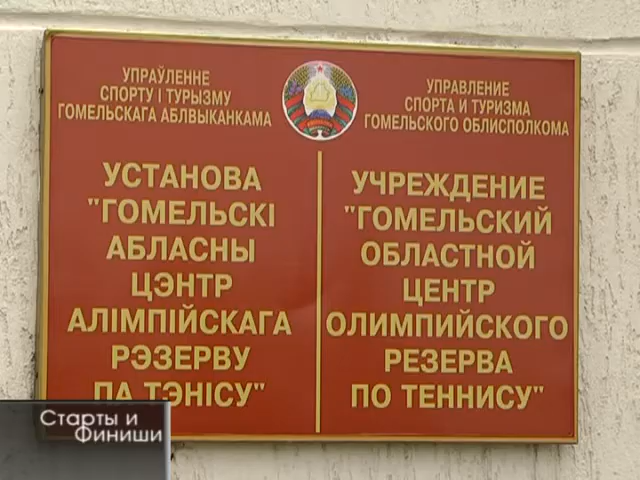 УПРАЎЛЕННЕ
СПОРТУ І ТУРЫЗМУ
ГОМЕЛЬСКАГА АБЛВЫКАНКАМА
УСТАНОВА
"ГОМЕЛЬСКІ
АБЛАСНЫ
ЦЭНТР
АЛІМПІЙСКАГА
РЭЗЕРВУ
ПА ТЭНІСУ"
УПРАВЛЕНИЕ
СПОРТА И ТУРИЗМА
ГОМЕЛЬСКОГО ОБЛИСПОЛКОМА
УЧРЕЖДЕНИЕ
"ГОМЕЛЬСКИЙ
ОБЛАСТНОЙ
ЦЕНТР
ОЛИМПИЙСКОГО
РЕЗЕРВА
ПО ТЕННИСУ"
Старты и
Финиши